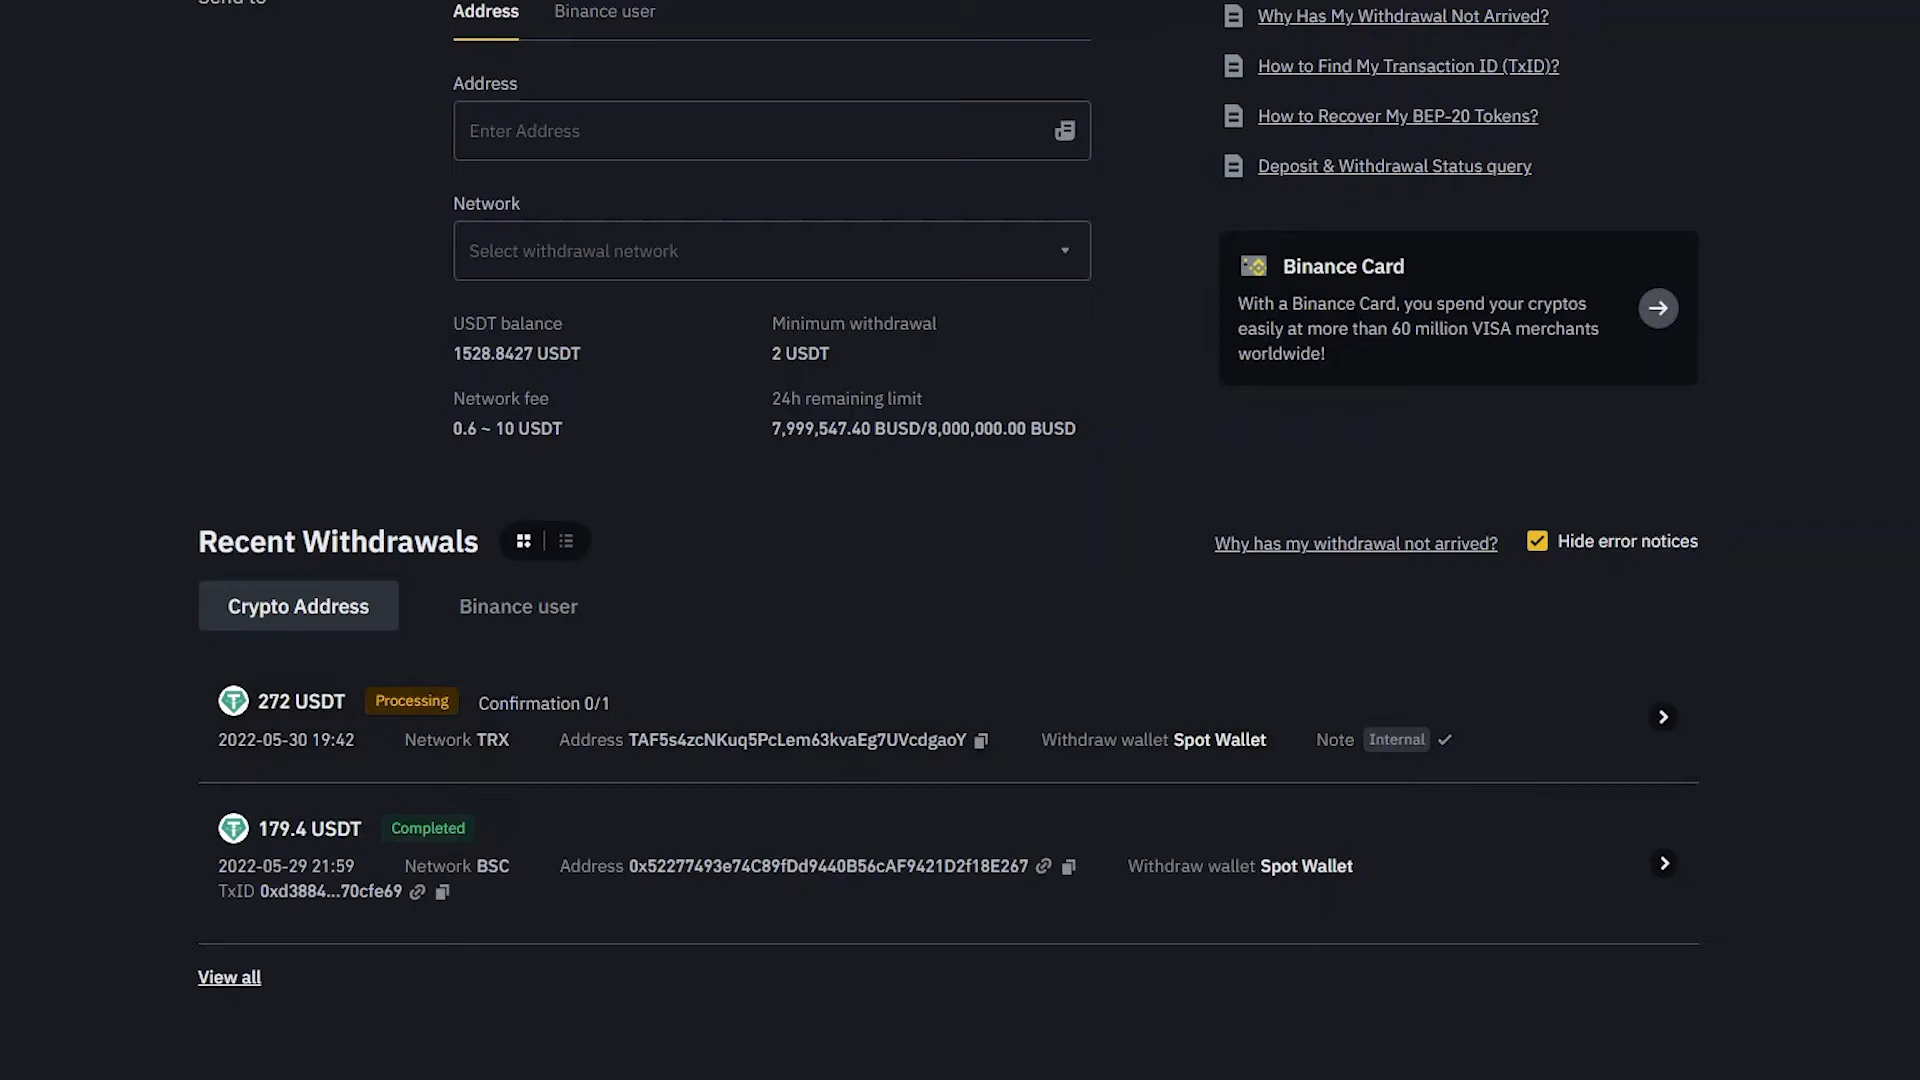 Send to
Address Binance user
Address
Enter Address
Network
Select withdrawal network
USDT balance Minimum withdrawal
1528.8427 USDT 2 USDT
Network fee 24h remaining limit
0.6 ~ 10 USDT 7,999,547.40 BUSD/8,000,000.00 BUSD
Why Has My Withdrawal Not Arrived?
How to Find My Transaction ID (TxID)?
How to Recover My BEP-20 Tokens?
Deposit & Withdrawal Status query
Binance Card
With a Binance Card, you spend your cryptos
easily at more than 60 million VISA merchants
worldwide!
Recent Withdrawals Why has my withdrawal not arrived? Hide error notices
Crypto Address Binance user
272 USDT Processing Confirmation 0/1
2022-05-30 19:42 Network TRX Address TAF5s4zcNKuq5PcLem63kvaEg7UVcdgaoY Withdraw wallet Spot Wallet Note Internal
179.4 USDT Completed
2022-05-29 21:59 Network BSC Address 0x52277493e74C89fDd9440B56cAF9421D2f18E267 Withdraw wallet Spot Wallet
TxID 0xd3884...70cfe69
View all